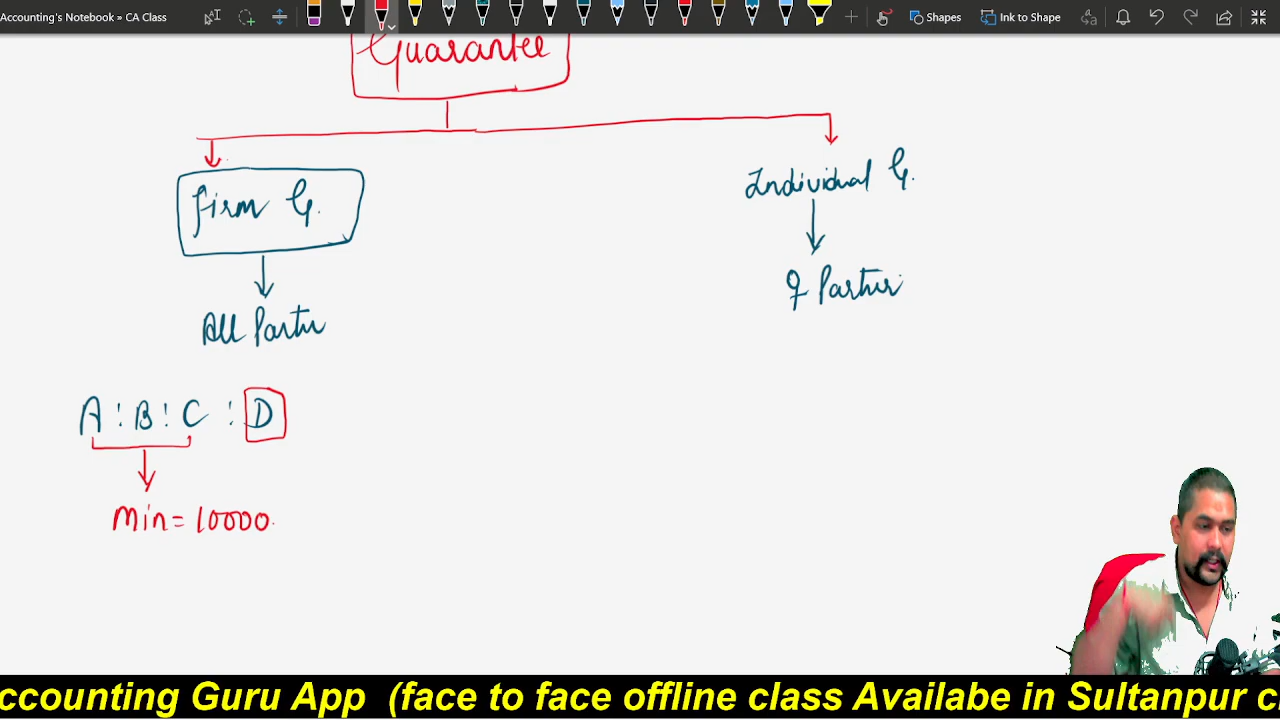 Accounting's Notebook » CA Class
Shapes
Ink to Shape
Guarantee
Firm G.
Individual G.
All Partn
Partner
A : B : C : D
Min = 10000
ccounting Guru App (face to face offline class Availabe in Sultanpur c